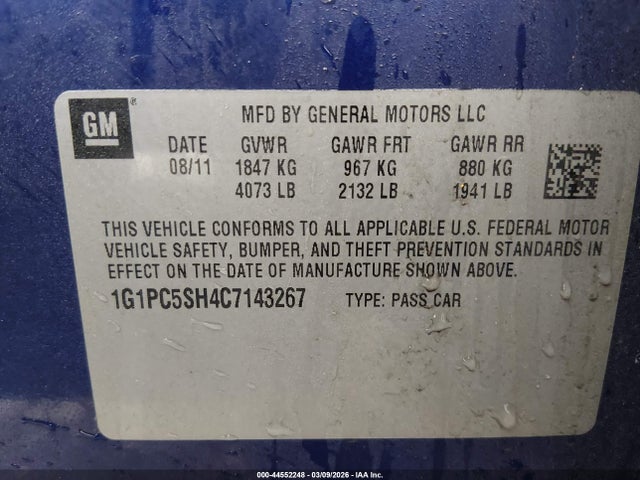 GM ®
MFD BY GENERAL MOTORS LLC
DATE GVWR GAWR FRT GAWR RR
08/11 1847 KG 967 KG 880 KG
4073 LB 2132 LB 1941 LB
THIS VEHICLE CONFORMS TO ALL APPLICABLE U.S. FEDERAL MOTOR
VEHICLE SAFETY, BUMPER, AND THEFT PREVENTION STANDARDS IN
EFFECT ON THE DATE OF MANUFACTURE SHOWN ABOVE.
1G1PC5SH4C7143267 TYPE: PASS CAR
000-44552248 - 03/09/2026 - IAA Inc.